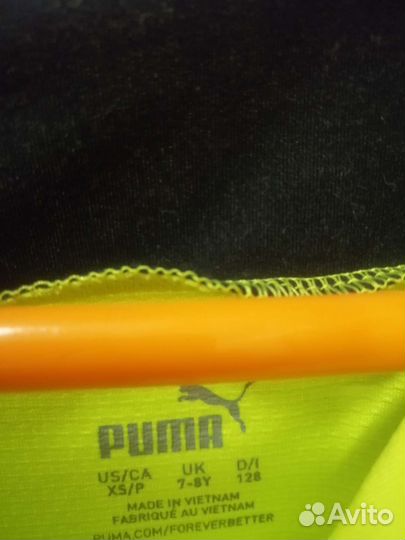 PUMA
US/CA UK D/I
XS/P 7-8Y 128
MADE IN VIETNAM
FABRIQUÉ AU VIETNAM
PUMA.COM/FOREVERBETTER
Avito